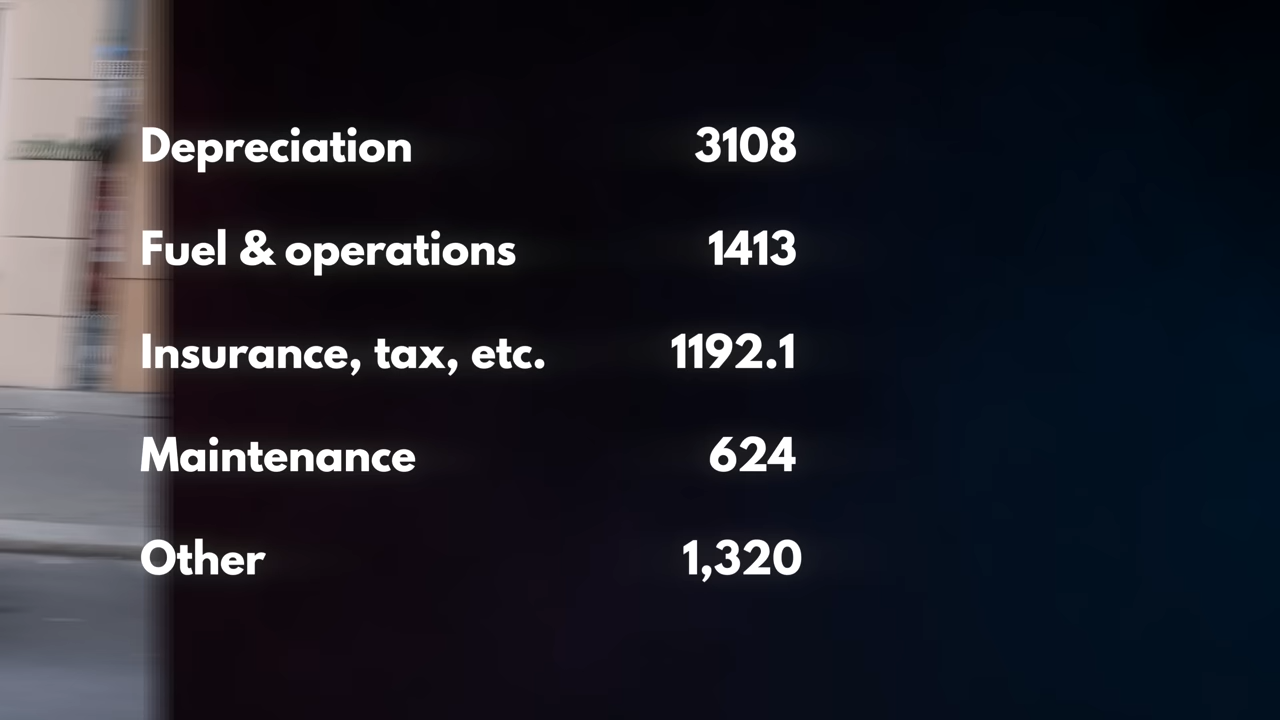 Depreciation 3108
Fuel & operations 1413
Insurance, tax, etc. 1192.1
Maintenance 624
Other 1,320